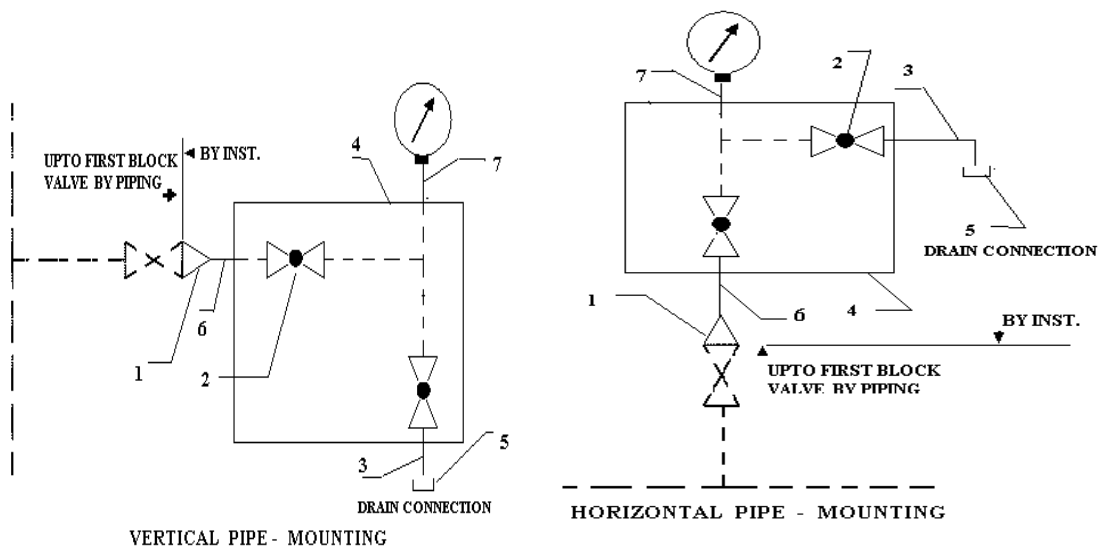 4
7
UPTO FIRST BLOCK
VALVE BY PIPING
BY INST.
6
1
2
3
5
DRAIN CONNECTION
VERTICAL PIPE - MOUNTING
7
2
3
5
DRAIN CONNECTION
4
6
1
BY INST.
UPTO FIRST BLOCK
VALVE BY PIPING
HORIZONTAL PIPE - MOUNTING